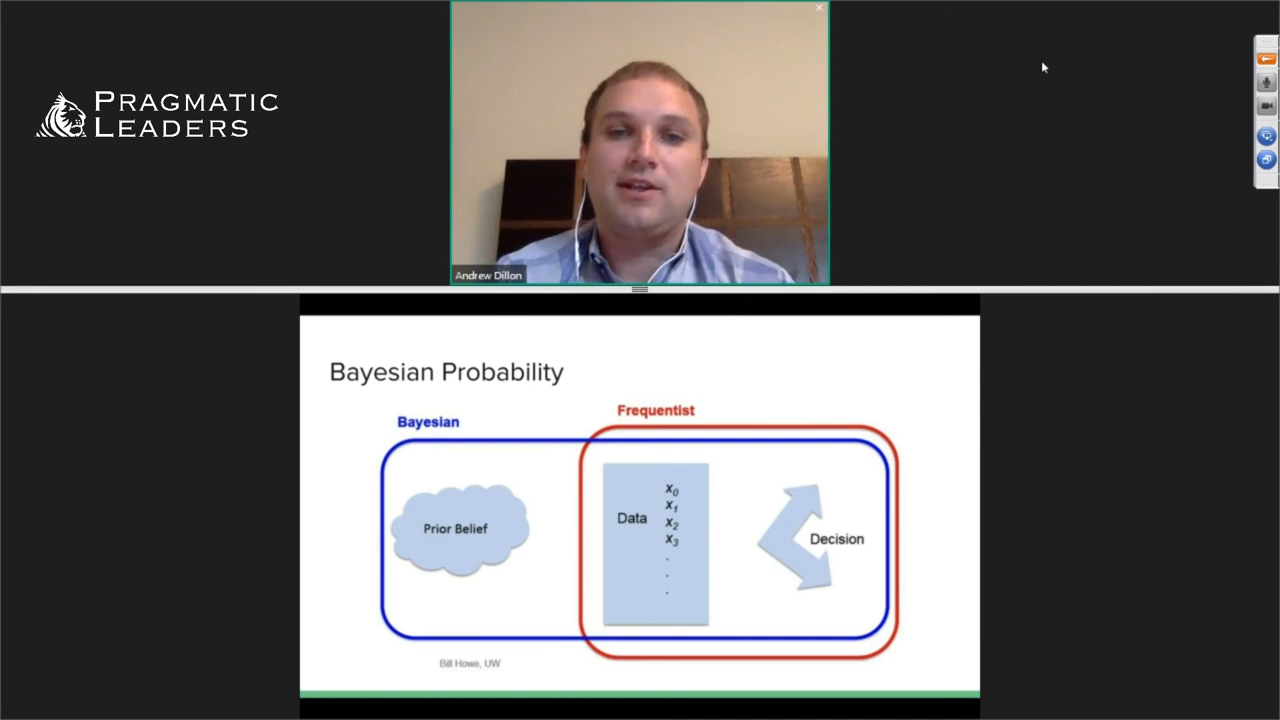 PRAGMATIC
LEADERS
Andrew Dillon
Bayesian Probability
Bayesian
Frequentist
Prior Belief
Data
x0
x1
x2
x3
.
.
.
Decision
Bill Howe, UW